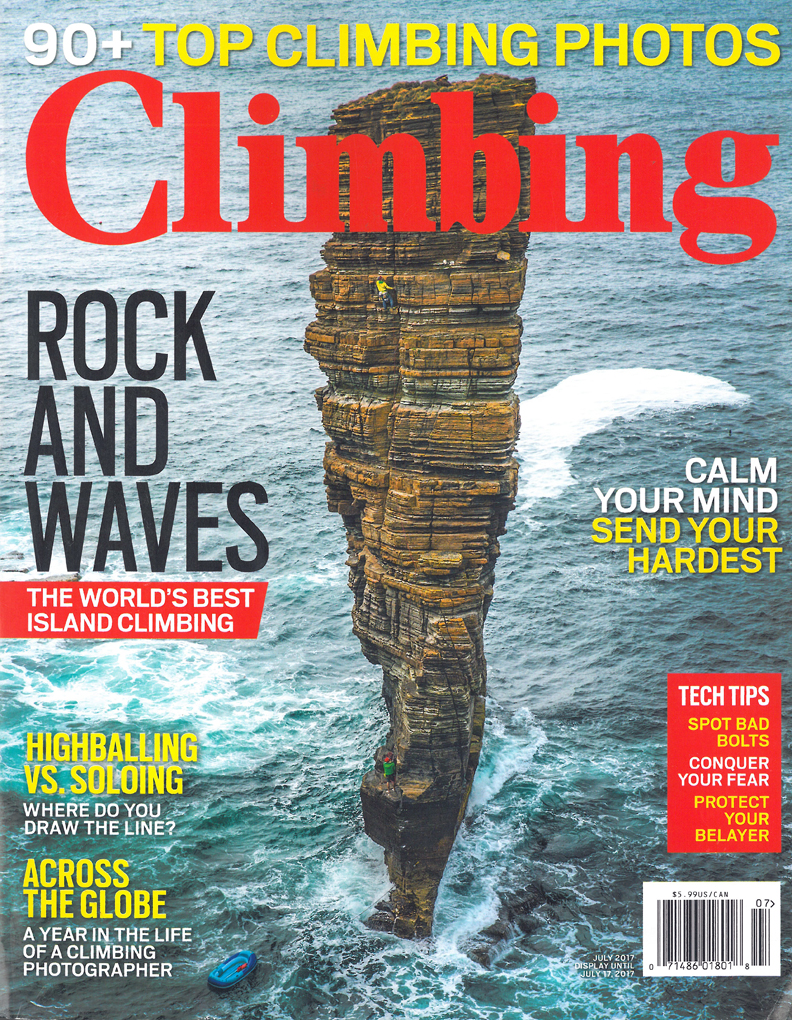 90+ TOP CLIMBING PHOTOS
Climbing
ROCK
AND
WAVES
THE WORLD'S BEST
ISLAND CLIMBING
CALM
YOUR MIND
SEND YOUR
HARDEST
HIGHBALLING
VS. SOLOING
WHERE DO YOU
DRAW THE LINE?
ACROSS
THE GLOBE
A YEAR IN THE LIFE
OF A CLIMBING
PHOTOGRAPHER
TECH TIPS
SPOT BAD
BOLTS
CONQUER
YOUR FEAR
PROTECT
YOUR
BELAYER
JULY 2017
DISPLAY UNTIL
JULY 17, 2017
$5.99US/CAN
07>
0 71486 01801 8